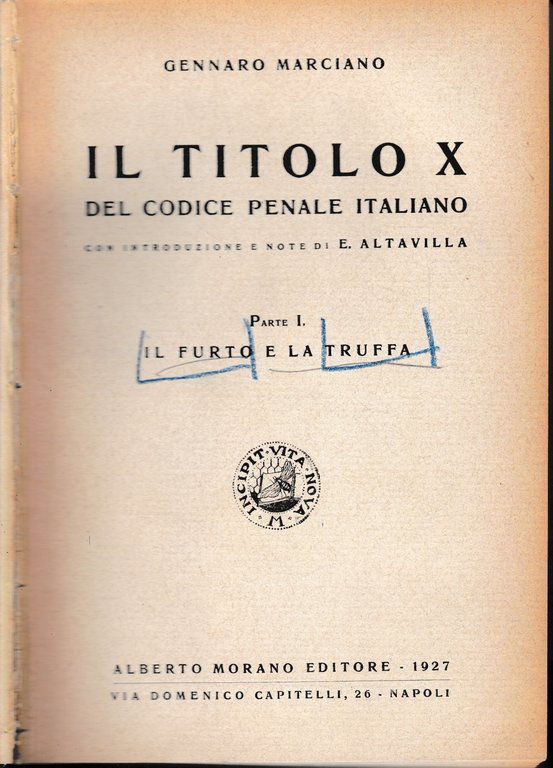 GENNARO MARCIANO
IL TITOLO X
DEL CODICE PENALE ITALIANO
CON INTRODUZIONE E NOTE DI E. ALTAVILLA
PARTE I.
IL FURTO E LA TRUFFA
INCIPIT · VITA · NOVA
M
ALBERTO MORANO EDITORE - 1927
VIA DOMENICO CAPITELLI, 26 - NAPOLI